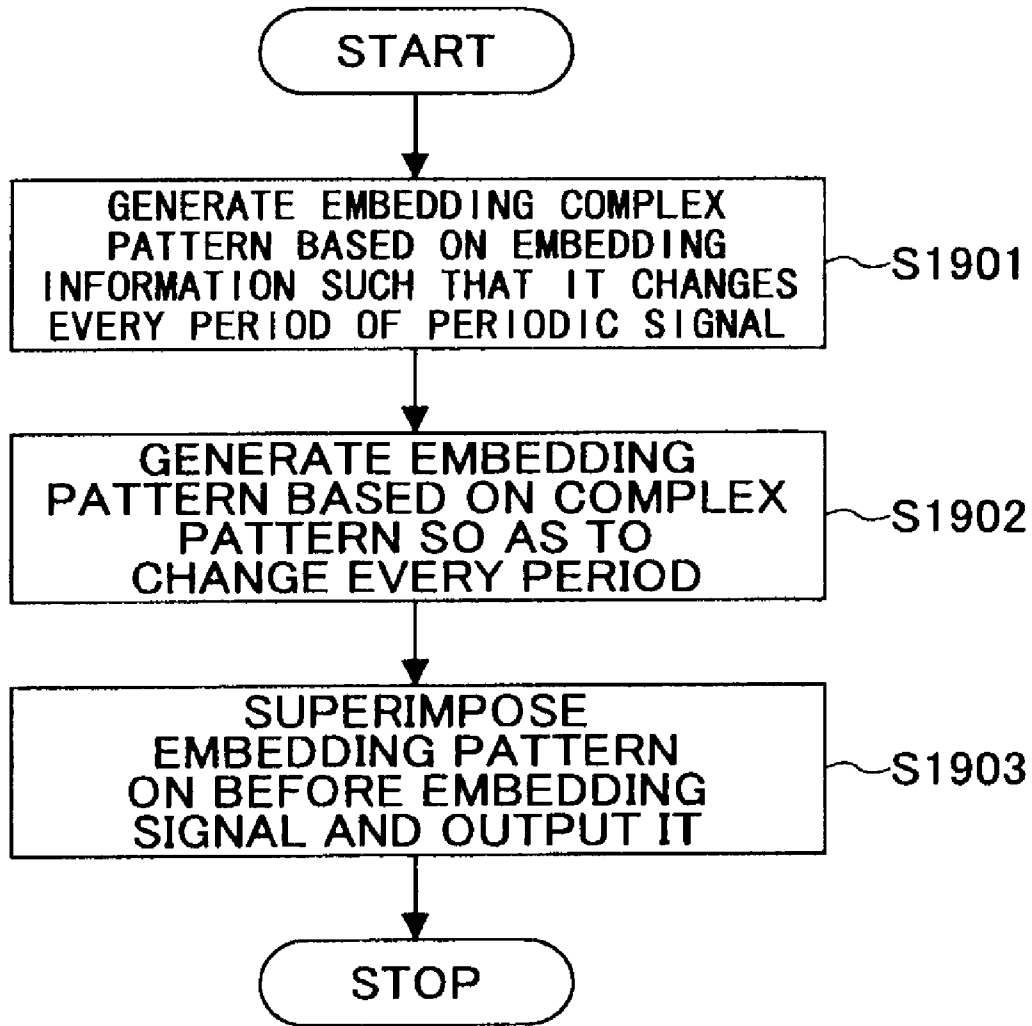 START
GENERATE EMBEDDING COMPLEX
PATTERN BASED ON EMBEDDING
INFORMATION SUCH THAT IT CHANGES
EVERY PERIOD OF PERIODIC SIGNAL
S1901
GENERATE EMBEDDING
PATTERN BASED ON COMPLEX
PATTERN SO AS TO
CHANGE EVERY PERIOD
S1902
SUPERIMPOSE
EMBEDDING PATTERN
ON BEFORE EMBEDDING
SIGNAL AND OUTPUT IT
S1903
STOP